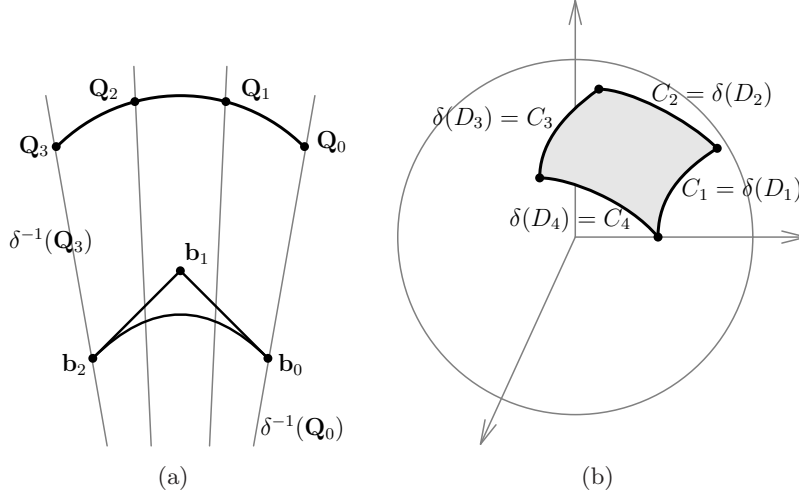 Q₂
Q₁
Q₃
Q₀
δ⁻¹(Q₃)
b₁
b₂
b₀
δ⁻¹(Q₀)
(a)
C₂ = δ(D₂)
δ(D₃) = C₃
C₁ = δ(D₁)
δ(D₄) = C₄
(b)